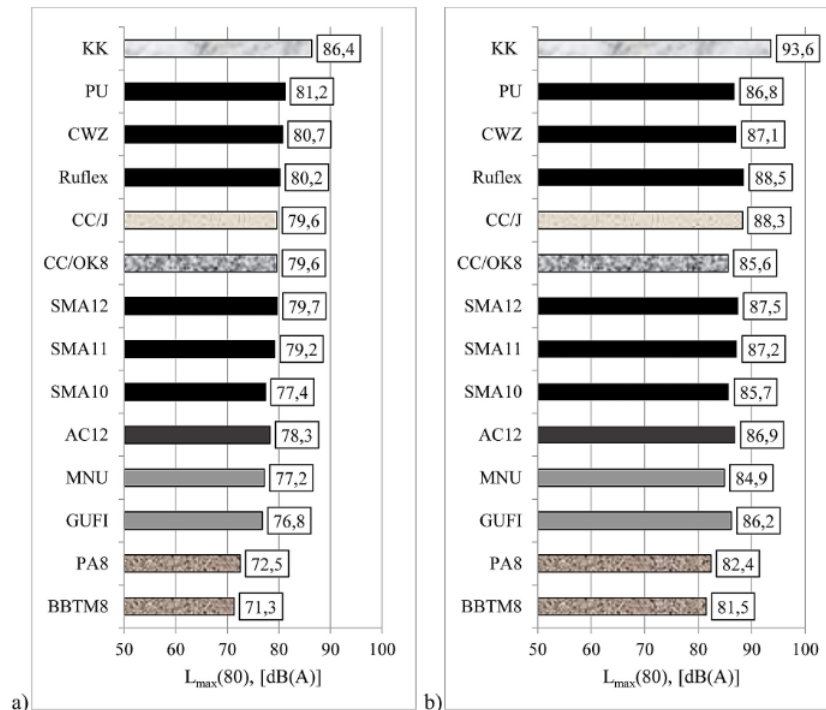 KK 86,4
PU 81,2
CWZ 80,7
Ruflex 80,2
CC/J 79,6
CC/OK8 79,6
SMA12 79,7
SMA11 79,2
SMA10 77,4
AC12 78,3
MNU 77,2
GUFI 76,8
PA8 72,5
BBTM8 71,3
50 60 70 80 90 100
Lmax(80), [dB(A)]
a)
KK 93,6
PU 86,8
CWZ 87,1
Ruflex 88,5
CC/J 88,3
CC/OK8 85,6
SMA12 87,5
SMA11 87,2
SMA10 85,7
AC12 86,9
MNU 84,9
GUFI 86,2
PA8 82,4
BBTM8 81,5
50 60 70 80 90 100
Lmax(80), [dB(A)]
b)